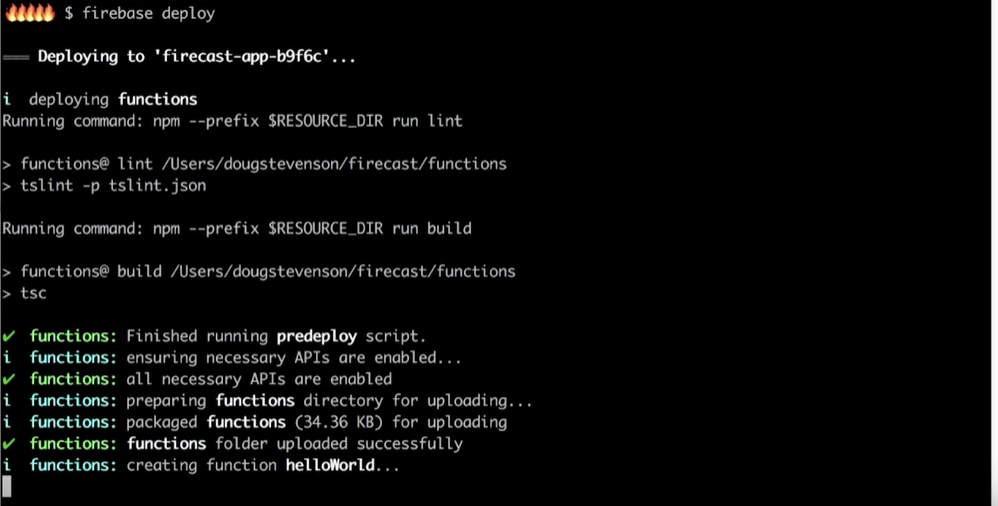 🔥🔥🔥🔥🔥 $ firebase deploy
=== Deploying to 'firecast-app-b9f6c'...
i  deploying functions
Running command: npm --prefix $RESOURCE_DIR run lint
> functions@ lint /Users/dougstevenson/firecast/functions
> tslint -p tslint.json
Running command: npm --prefix $RESOURCE_DIR run build
> functions@ build /Users/dougstevenson/firecast/functions
> tsc
✔  functions: Finished running predeploy script.
i  functions: ensuring necessary APIs are enabled...
✔  functions: all necessary APIs are enabled
i  functions: preparing functions directory for uploading...
i  functions: packaged functions (34.36 KB) for uploading
✔  functions: functions folder uploaded successfully
i  functions: creating function helloWorld...